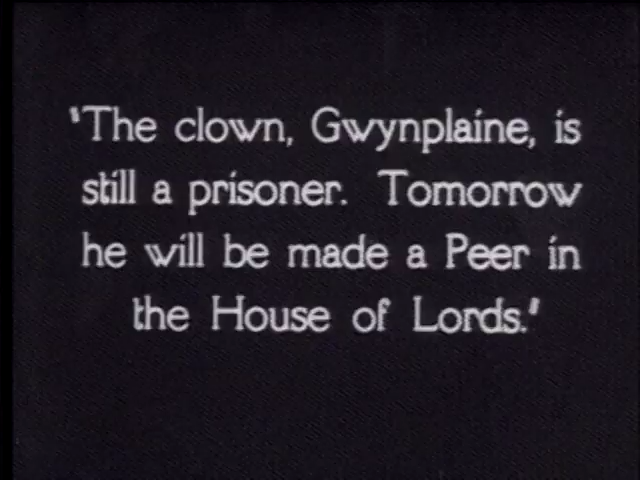 'The clown, Gwynplaine, is
still a prisoner. Tomorrow
he will be made a Peer in
the House of Lords.'